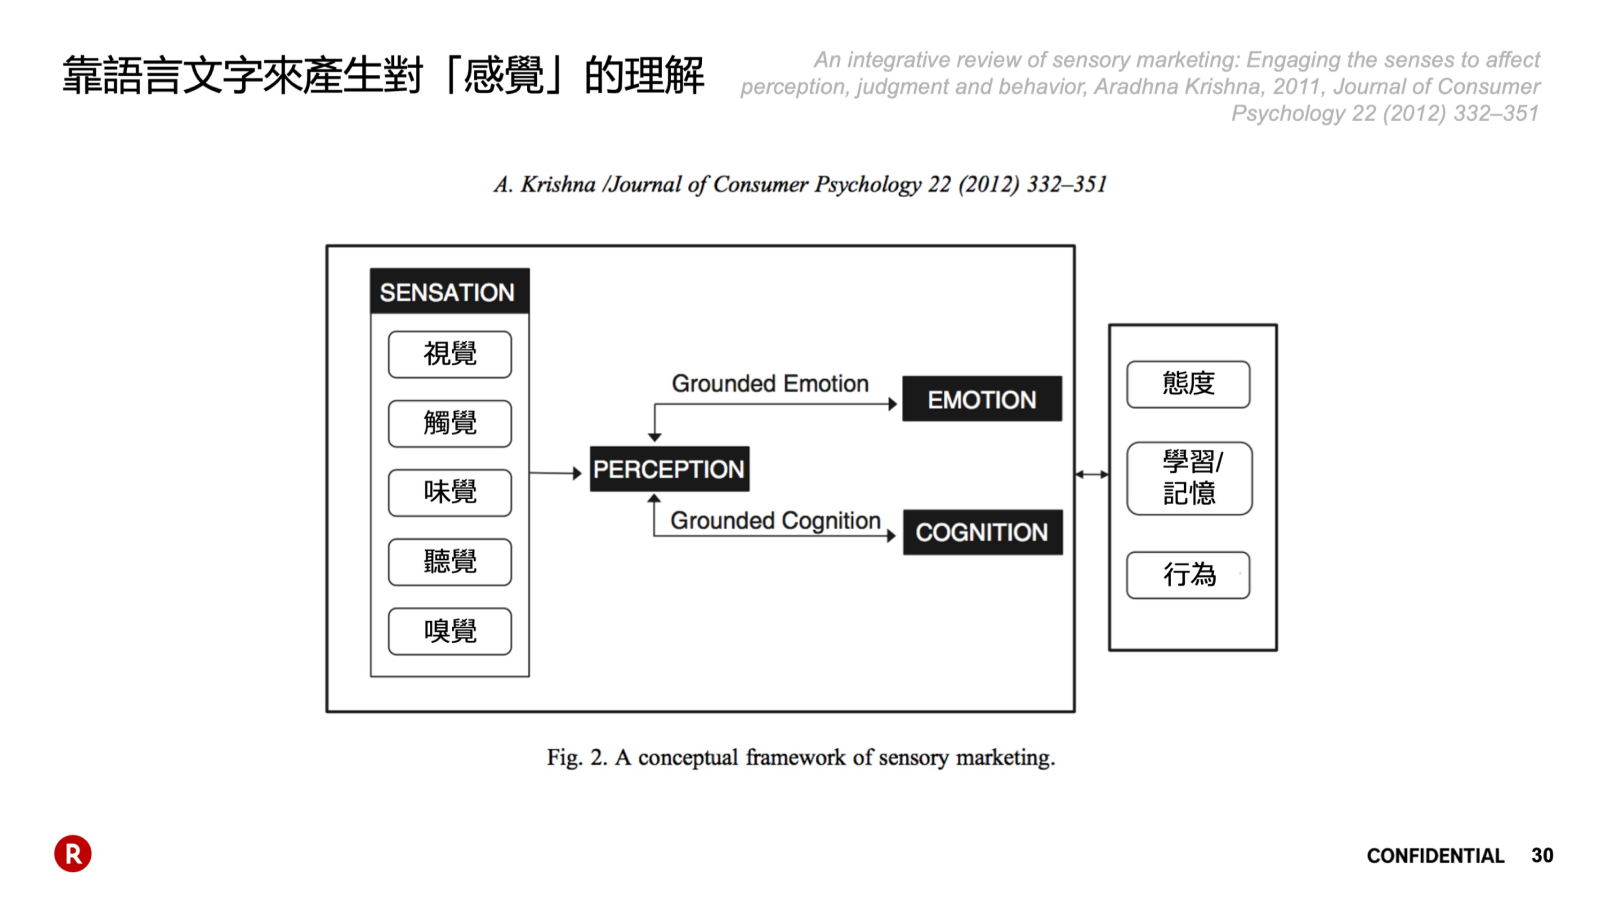 靠語言文字來產生對「感覺」的理解
An integrative review of sensory marketing: Engaging the senses to affect
perception, judgment and behavior, Aradhna Krishna, 2011, Journal of Consumer
Psychology 22 (2012) 332–351
A. Krishna /Journal of Consumer Psychology 22 (2012) 332–351
SENSATION
視覺
觸覺
味覺
聽覺
嗅覺
PERCEPTION
Grounded Emotion
EMOTION
Grounded Cognition
COGNITION
態度
學習/
記憶
行為
Fig. 2. A conceptual framework of sensory marketing.
R
CONFIDENTIAL 30